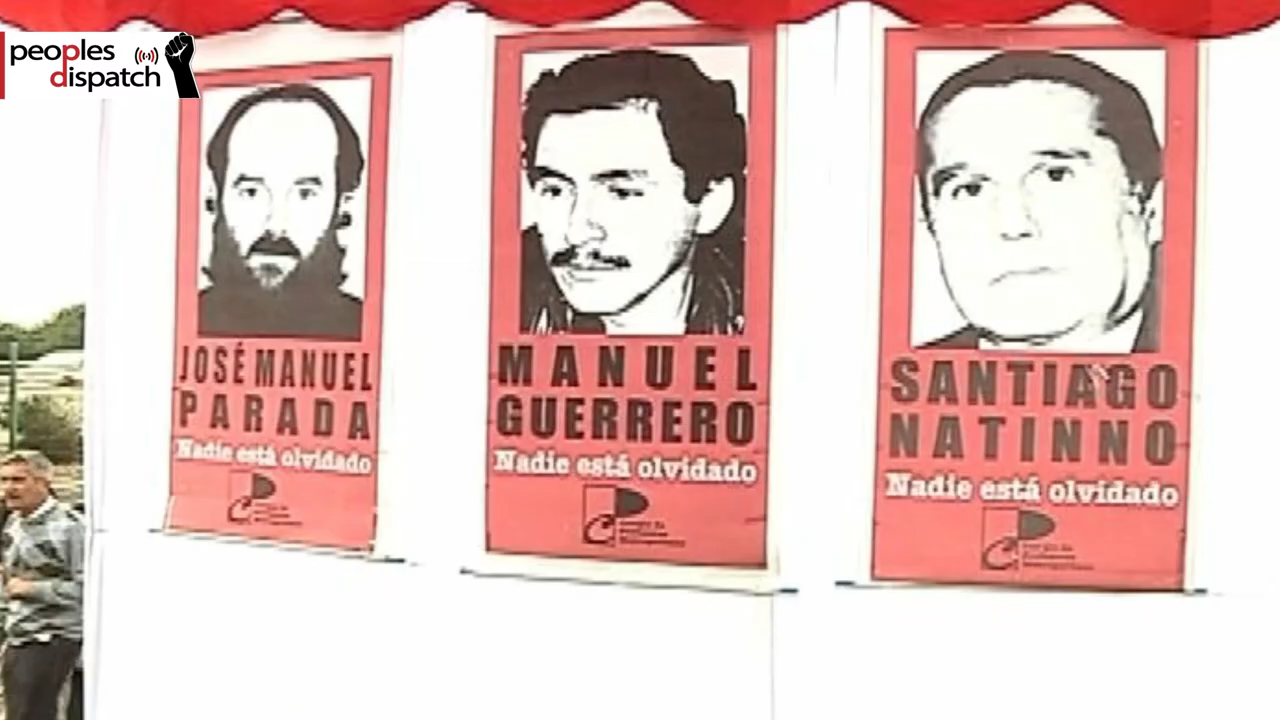 peoples
dispatch
JOSÉ MANUEL
PARADA
Nadie está olvidado
MANUEL
GUERRERO
Nadie está olvidado
SANTIAGO
NATINNO
Nadie está olvidado